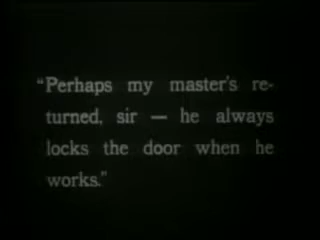 “Perhaps my master's re-
turned, sir — he always
locks the door when he
works.”